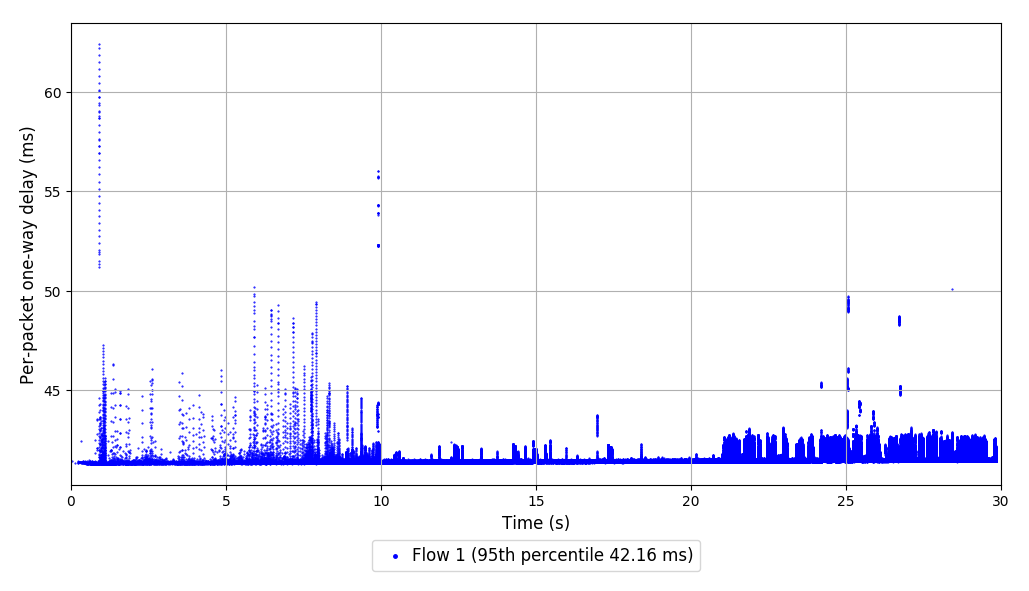 Per-packet one-way delay (ms)
60
55
50
45
0 5 10 15 20 25 30
Time (s)
Flow 1 (95th percentile 42.16 ms)